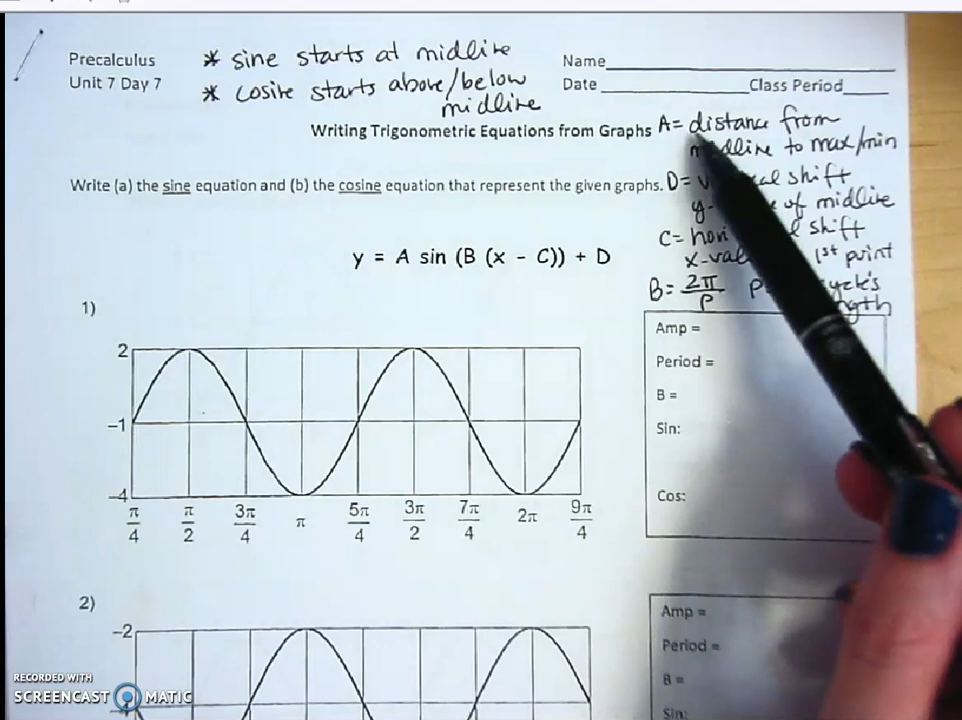 Precalculus
Unit 7 Day 7
* sine starts at midline
* cosine starts above/below
midline
Name
Date Class Period
Writing Trigonometric Equations from Graphs
A= distance from
midline to max/min
Write (a) the sine equation and (b) the cosine equation that represent the given graphs.
D= shift
y- of midline
C= shift
1st point
B= 2π/P P
y = A sin (B (x - C)) + D
1)
2
-1
-4
π/4 π/2 3π/4 π 5π/4 3π/2 7π/4 2π 9π/4
Amp =
Period =
B =
Sin:
Cos:
2)
-2
Amp =
Period =
B =
Sin:
RECORDED WITH
SCREENCAST MATIC